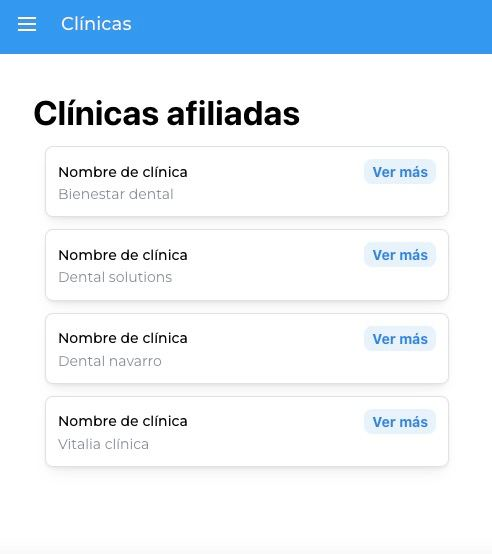 Clínicas
Clínicas afiliadas
Nombre de clínica
Ver más
Bienestar dental
Nombre de clínica
Ver más
Dental solutions
Nombre de clínica
Ver más
Dental navarro
Nombre de clínica
Ver más
Vitalia clínica